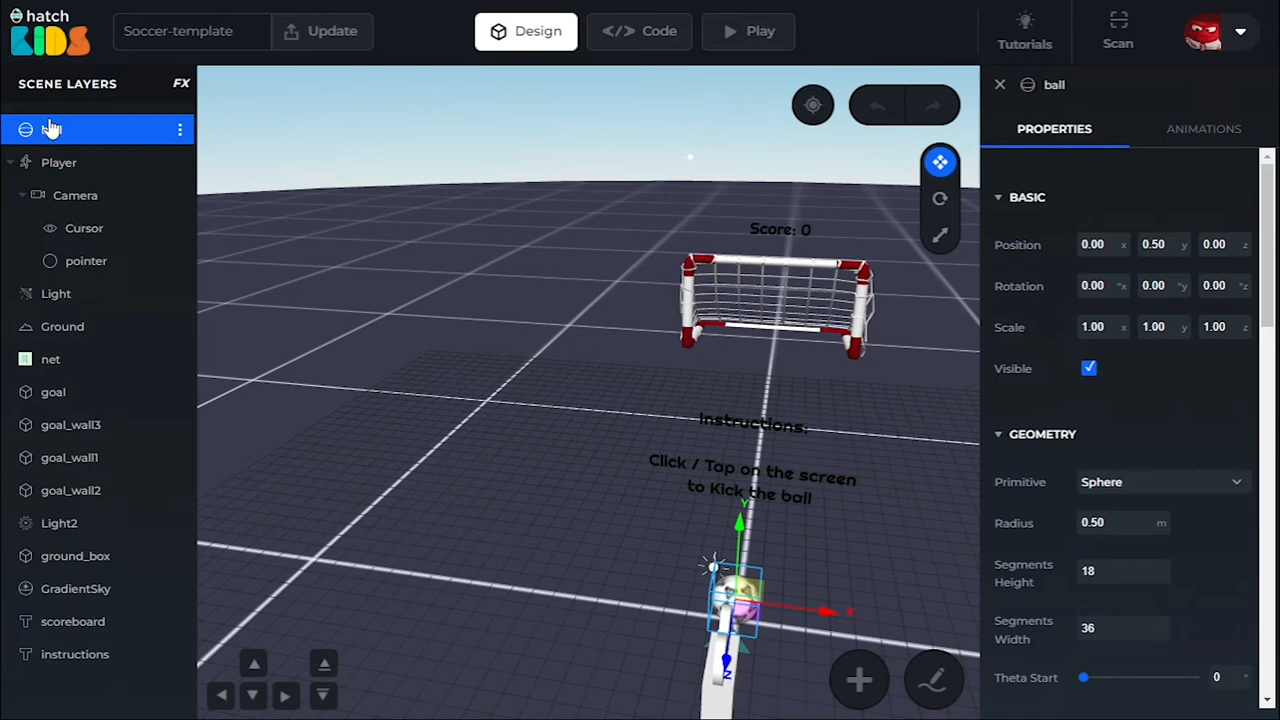 hatch
KIDS
Soccer-template
Update
Design
</> Code
Play
Tutorials
Scan
SCENE LAYERS
FX
Player
Camera
Cursor
pointer
Light
Ground
net
goal
goal_wall3
goal_wall1
goal_wall2
Light2
ground_box
GradientSky
scoreboard
instructions
Score: 0
Instructions:
Click / Tap on the screen
to Kick the ball
Y
X
Z
ball
PROPERTIES
ANIMATIONS
BASIC
Position 0.00 x 0.50 y 0.00 z
Rotation 0.00 °x 0.00 °y 0.00 °z
Scale 1.00 x 1.00 y 1.00 z
Visible
GEOMETRY
Primitive Sphere
Radius 0.50 m
Segments
Height 18
Segments
Width 36
Theta Start 0 °